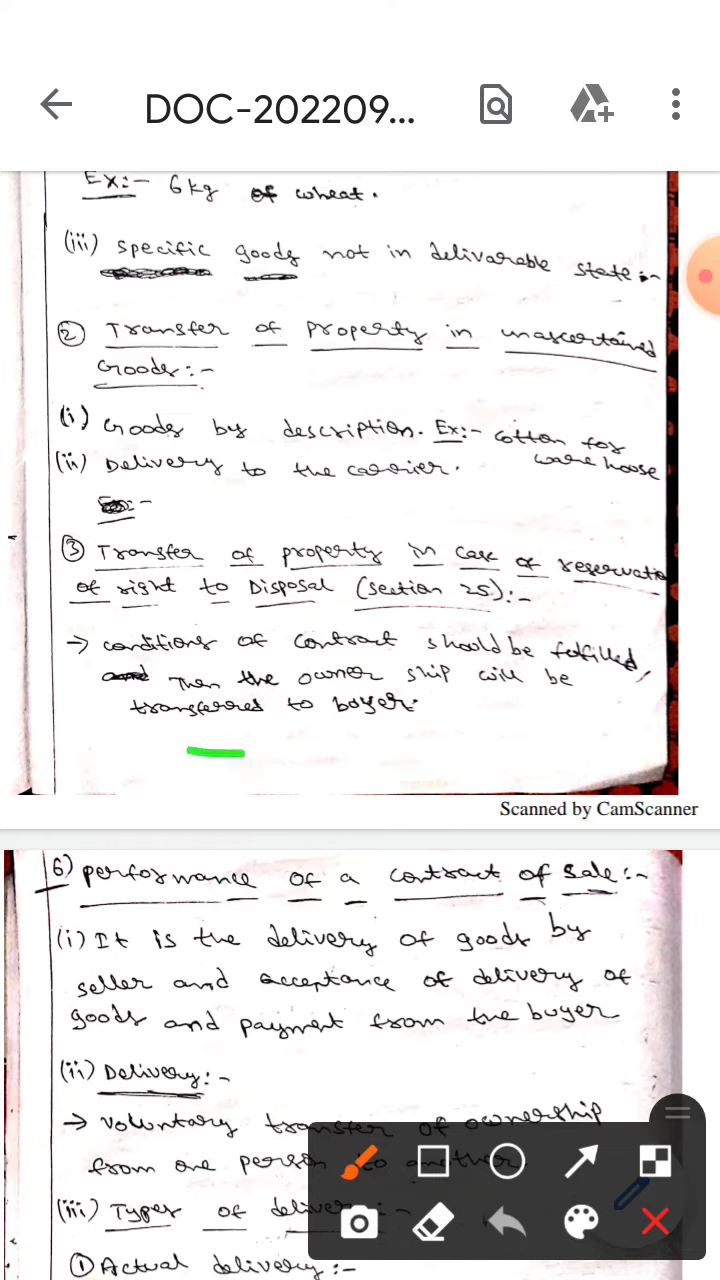 DOC-202209...
Ex:- 6kg of wheat.
(iii) Specific goods not in delivarable state:-
② Transfer of property in unascertained
Goods:-
(i) Goods by description. Ex:- cotton for
ware house
(ii) Delivery to the carrier.
Ex:-
③ Transfer of property in case of reservatio
of right to Disposal (section 25):-
→ conditions of contract should be fulfilled,
Then the owner ship will be
transferred to buyer.
Scanned by CamScanner
6) performance of a contract of sale:-
(i) It is the delivery of goods by
seller and acceptance of delivery of
goods and payment from the buyer
(ii) Delivery:-
→ voluntary transfer of ownership
from one person to another.
(iii) Types of delivery:-
① Actual delivery:-